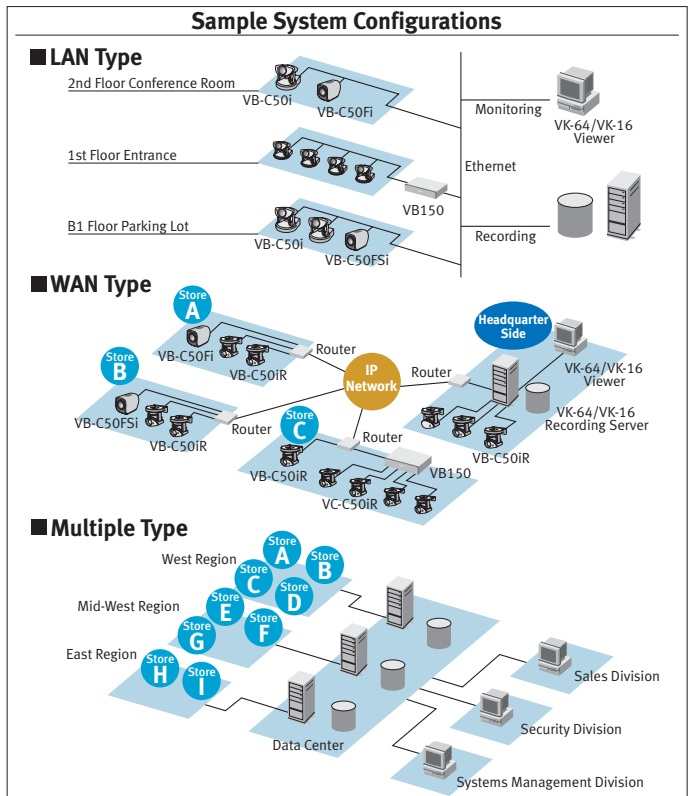 Sample System Configurations
■ LAN Type
2nd Floor Conference Room
VB-C50i
VB-C50Fi
Monitoring
VK-64/VK-16
Viewer
1st Floor Entrance
Ethernet
VB150
B1 Floor Parking Lot
VB-C50i
VB-C50FSi
Recording
■ WAN Type
Store
A
VB-C50Fi
VB-C50iR
Router
Store
B
VB-C50FSi
VB-C50iR
Router
IP
Network
Store
C
Router
VB-C50iR
VC-C50iR
VB150
Headquarter
Side
Router
VK-64/VK-16
Viewer
VK-64/VK-16
Recording Server
VB-C50iR
■ Multiple Type
West Region
Store
A
Store
B
Store
C
Store
D
Mid-West Region
Store
E
Store
F
Store
G
East Region
Store
H
Store
I
Data Center
Sales Division
Security Division
Systems Management Division